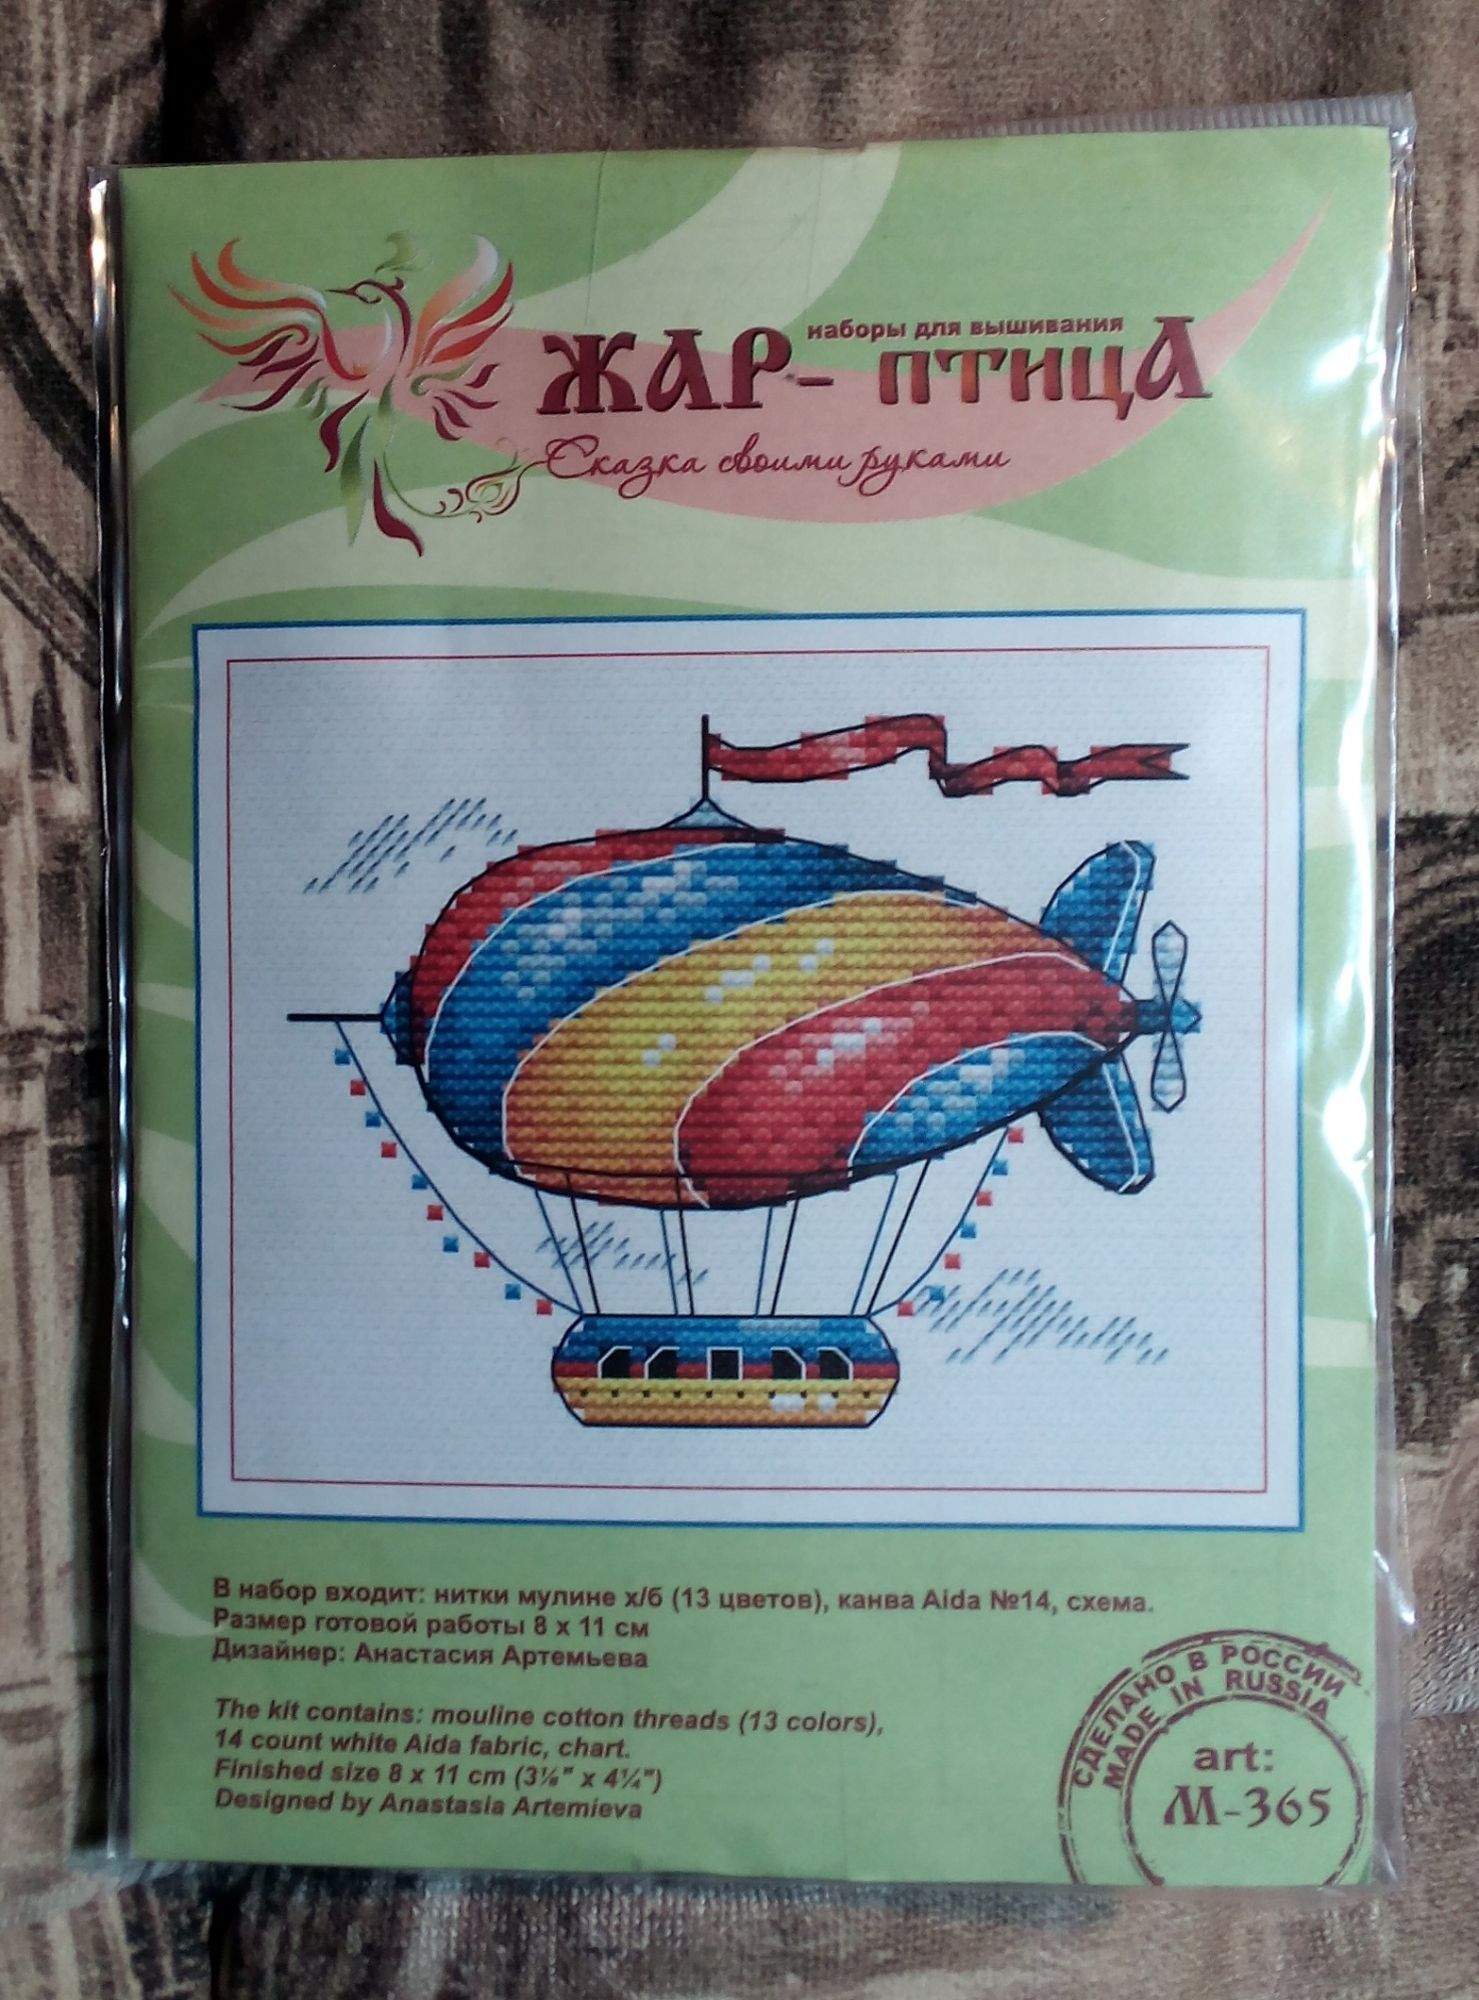 наборы для вышивания
ЖАР-ПТИЦА
Сказка своими руками
В набор входит: нитки мулине х/б (13 цветов), канва Aida №14, схема.
Размер готовой работы 8 х 11 см
Дизайнер: Анастасия Артемьева
The kit contains: mouline cotton threads (13 colors),
14 count white Aida fabric, chart.
Finished size 8 x 11 cm (3⅛" x 4¼")
Designed by Anastasia Artemieva
СДЕЛАНО В РОССИИ
MADE IN RUSSIA
art:
М-365